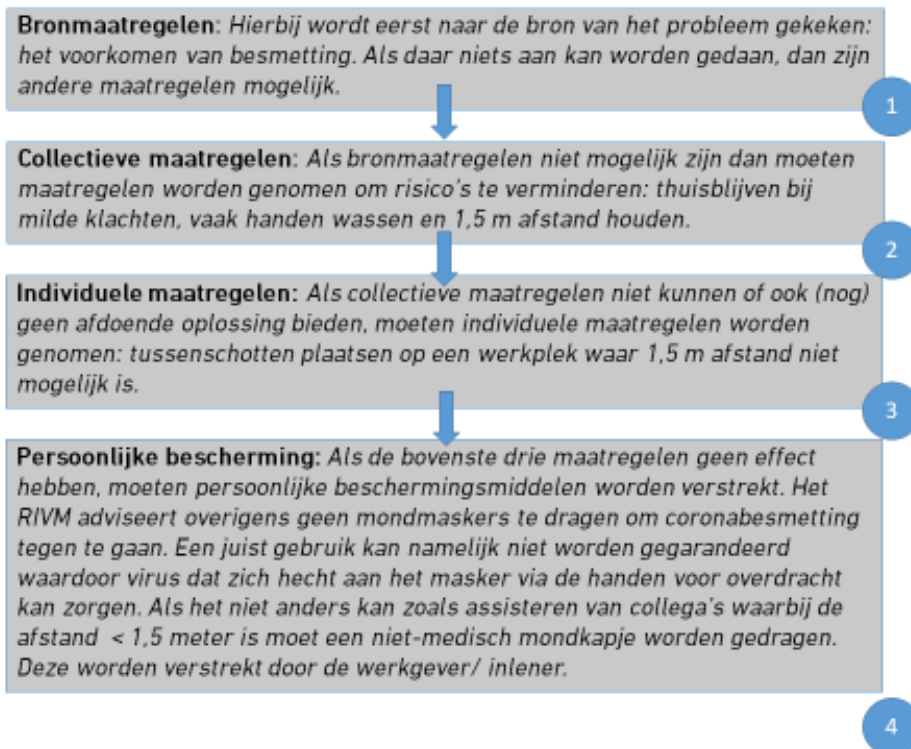 Bronmaatregelen: Hierbij wordt eerst naar de bron van het probleem gekeken:
het voorkomen van besmetting. Als daar niets aan kan worden gedaan, dan zijn
andere maatregelen mogelijk.
1
Collectieve maatregelen: Als bronmaatregelen niet mogelijk zijn dan moeten
maatregelen worden genomen om risico's te verminderen: thuisblijven bij
milde klachten, vaak handen wassen en 1,5 m afstand houden.
2
Individuele maatregelen: Als collectieve maatregelen niet kunnen of ook (nog)
geen afdoende oplossing bieden, moeten individuele maatregelen worden
genomen: tussenschotten plaatsen op een werkplek waar 1,5 m afstand niet
mogelijk is.
3
Persoonlijke bescherming: Als de bovenste drie maatregelen geen effect
hebben, moeten persoonlijke beschermingsmiddelen worden verstrekt. Het
RIVM adviseert overigens geen mondmaskers te dragen om coronabesmetting
tegen te gaan. Een juist gebruik kan namelijk niet worden gegarandeerd
waardoor virus dat zich hecht aan het masker via de handen voor overdracht
kan zorgen. Als het niet anders kan zoals assisteren van collega's waarbij de
afstand < 1,5 meter is moet een niet-medisch mondkapje worden gedragen.
Deze worden verstrekt door de werkgever/ inlener.
4